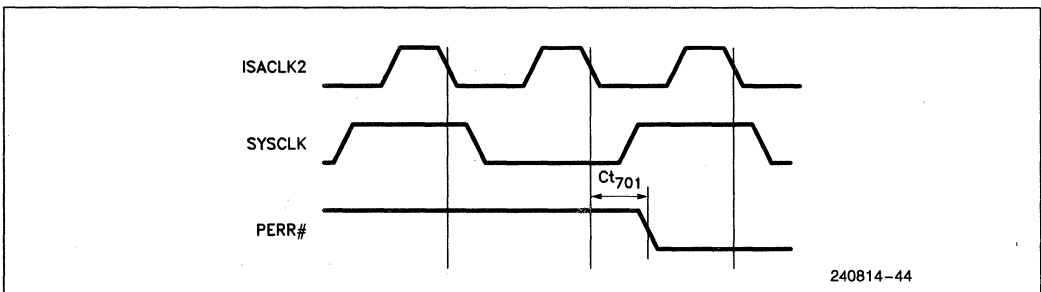 ISACLK2
SYSCLK
Ct701
PERR#
240814-44